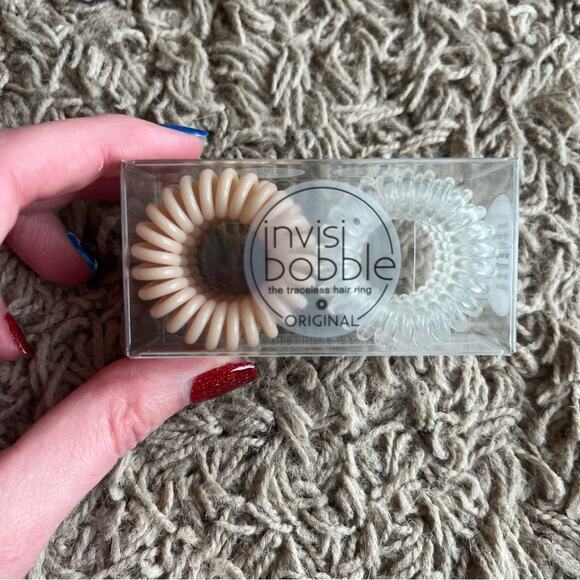 invisi®
bobble
the traceless hair ring
ORIGINAL